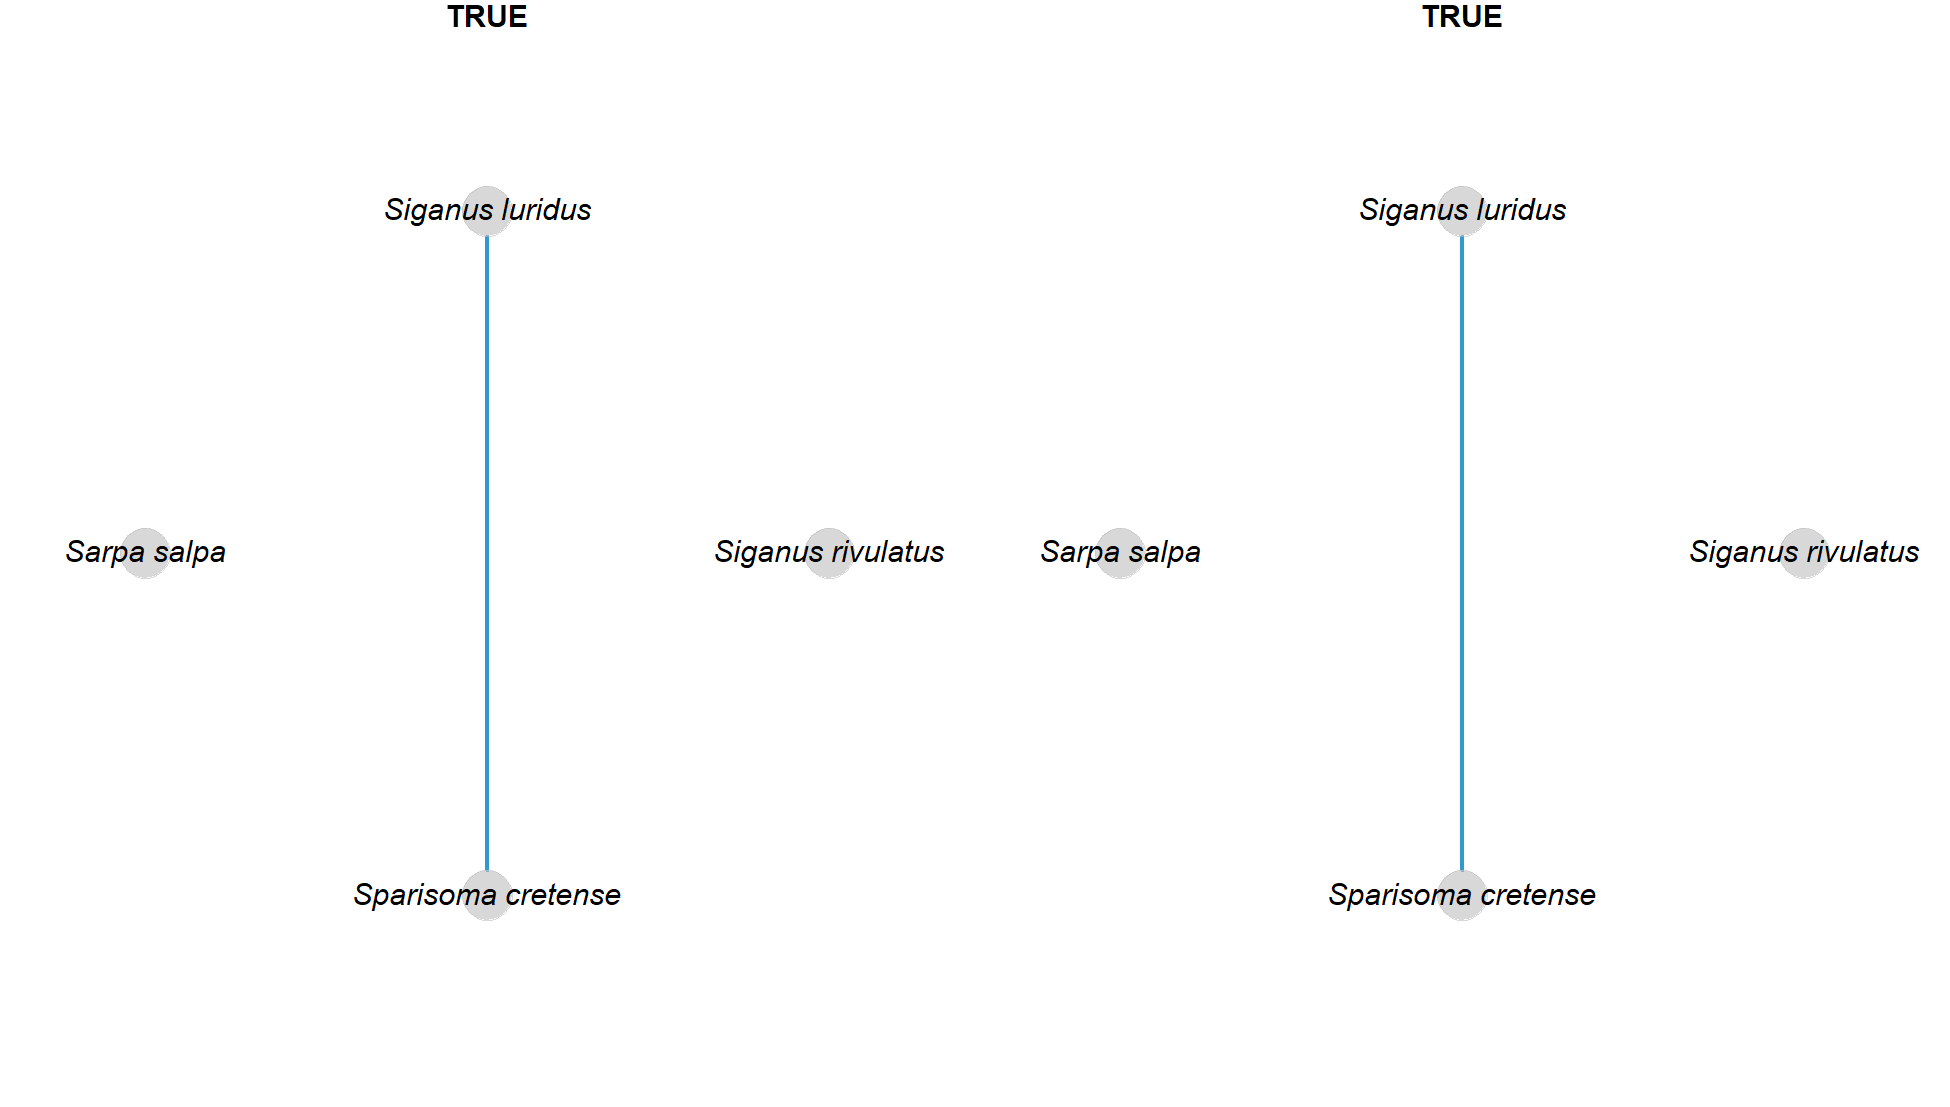 TRUE
Siganus luridus
Sarpa salpa
Siganus rivulatus
Sparisoma cretense
TRUE
Siganus luridus
Sarpa salpa
Siganus rivulatus
Sparisoma cretense